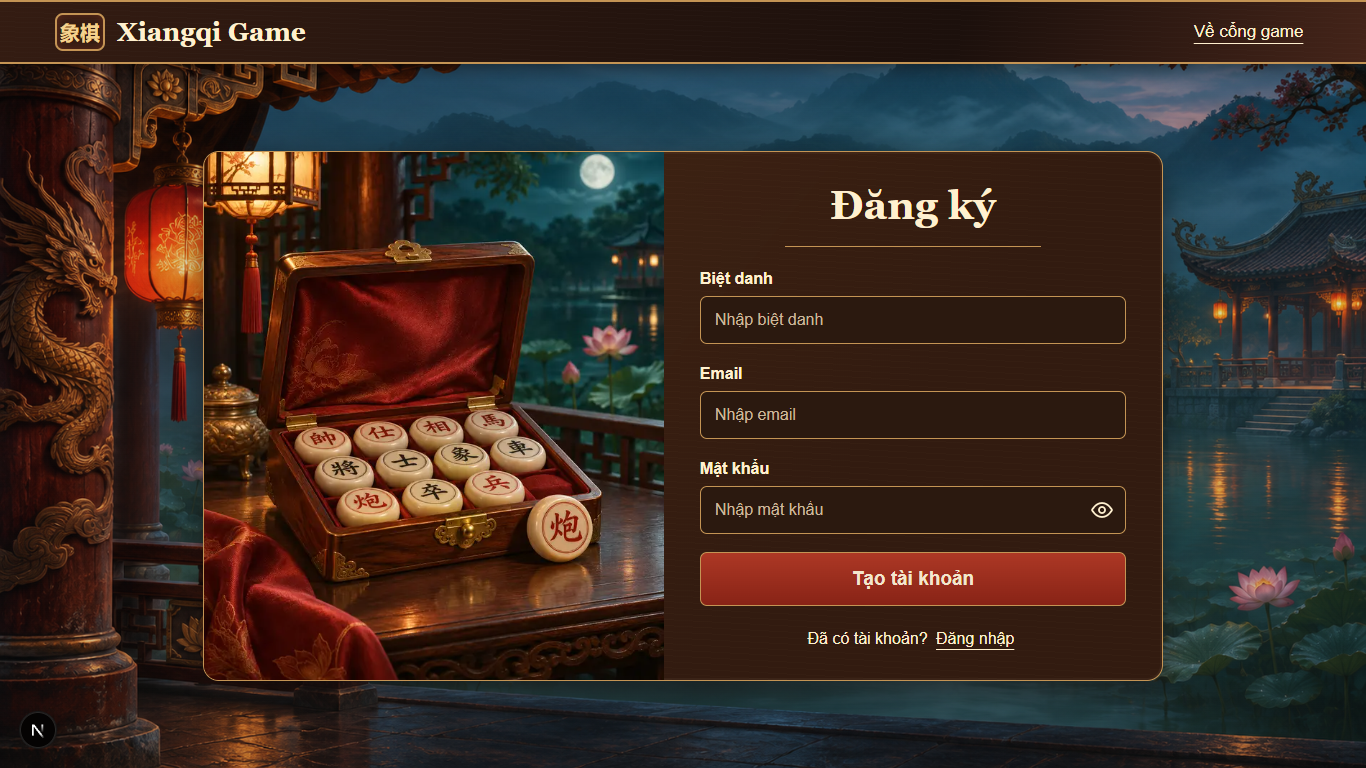 象棋 Xiangqi Game
Về cổng game
Đăng ký
Biệt danh
Nhập biệt danh
Email
Nhập email
Mật khẩu
Nhập mật khẩu
Tạo tài khoản
Đã có tài khoản? Đăng nhập
帥 仕 相 馬
將 士 象 車
炮 卒 兵
炮
N